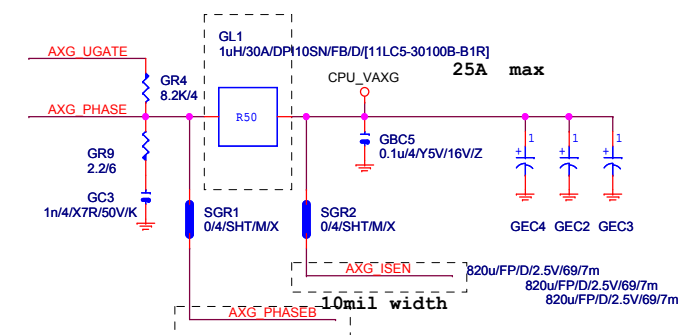 GL1
1uH/30A/DPI10SN/FB/D/[11LC5-30100B-B1R]
AXG_UGATE
CPU_VAXG
25A max
GR4
8.2K/4
AXG_PHASE
R50
GBC5
0.1u/4/Y5V/16V/Z
+ 1
+ 1
+ 1
GR9
2.2/6
GC3
1n/4/X7R/50V/K
SGR1
0/4/SHT/M/X
SGR2
0/4/SHT/M/X
GEC4 GEC2 GEC3
AXG_ISEN
820u/FP/D/2.5V/69/7m
820u/FP/D/2.5V/69/7m
820u/FP/D/2.5V/69/7m
10mil width
AXG_PHASEB